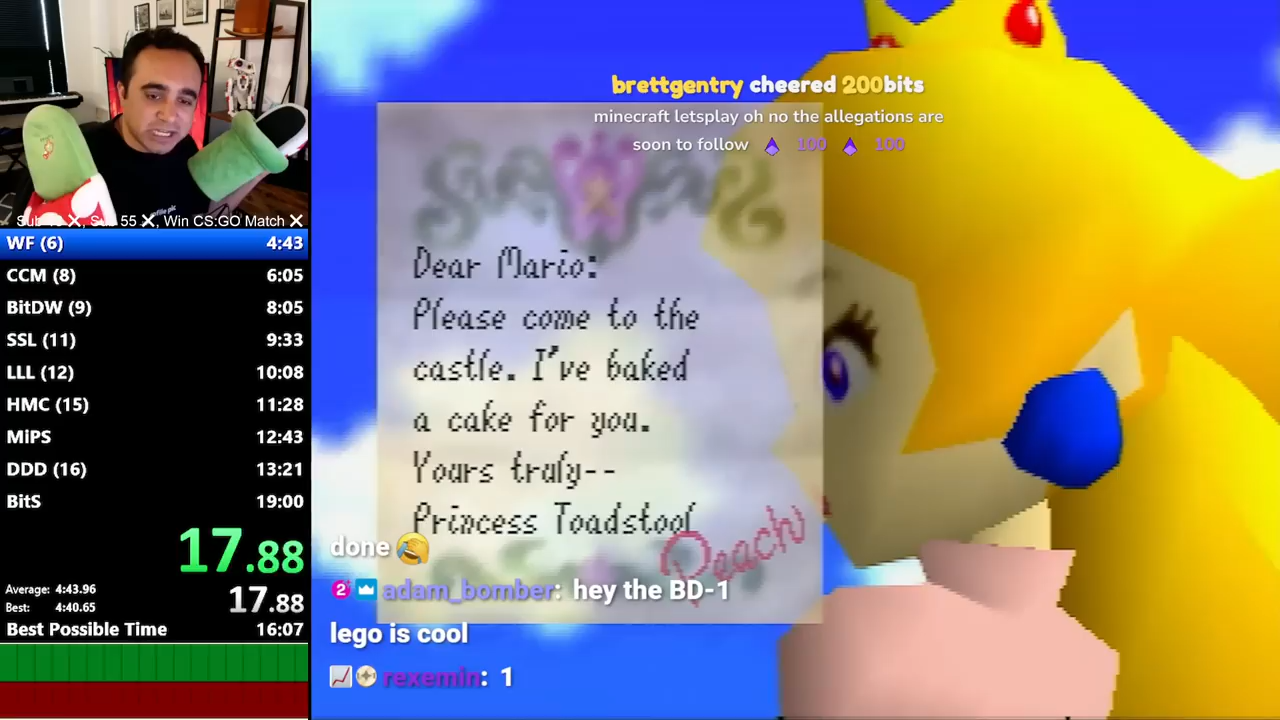 brettgentry cheered 200bits
minecraft letsplay oh no the allegations are
soon to follow 100 100
55 ✕, Win CS:GO Match ✕
WF (6) 4:43
CCM (8) 6:05
BitDW (9) 8:05
SSL (11) 9:33
LLL (12) 10:08
HMC (15) 11:28
MiPS 12:43
DDD (16) 13:21
BitS 19:00
17.88
Average: 4:43.96
Best: 4:40.65
17.88
Best Possible Time 16:07
Dear Mario:
Please come to the
castle. I've baked
a cake for you.
Yours truly--
Princess Toadstool
Peach
done
2 adam_bomber: hey the BD-1
lego is cool
rexemin: 1